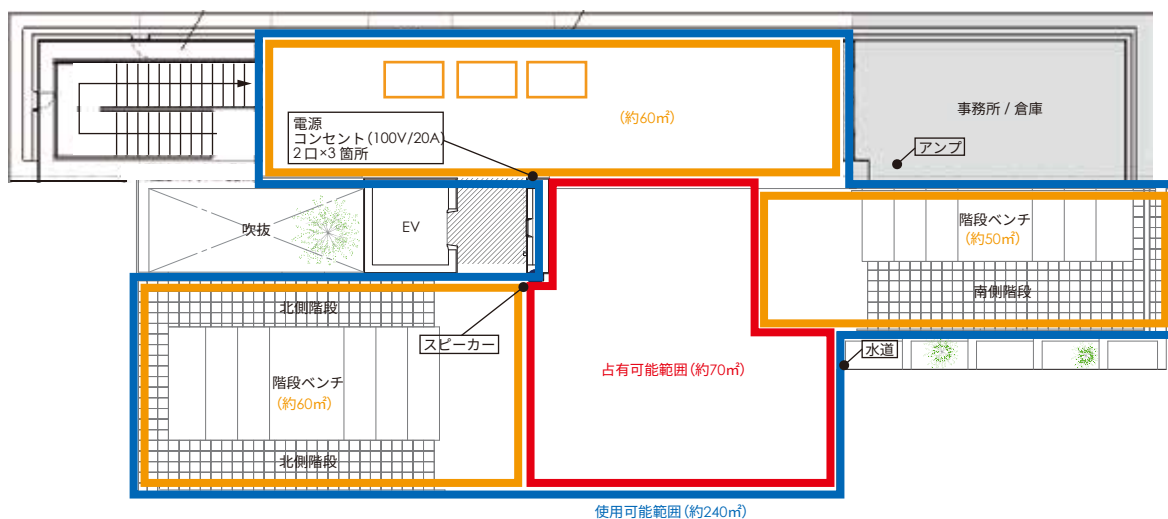 (約60㎡)
事務所 / 倉庫
電源
コンセント(100V/20A)
2口×3箇所
アンプ
吹抜
EV
階段ベンチ
(約50㎡)
南側階段
北側階段
スピーカー
水道
占有可能範囲(約70㎡)
階段ベンチ
(約60㎡)
北側階段
使用可能範囲(約240㎡)